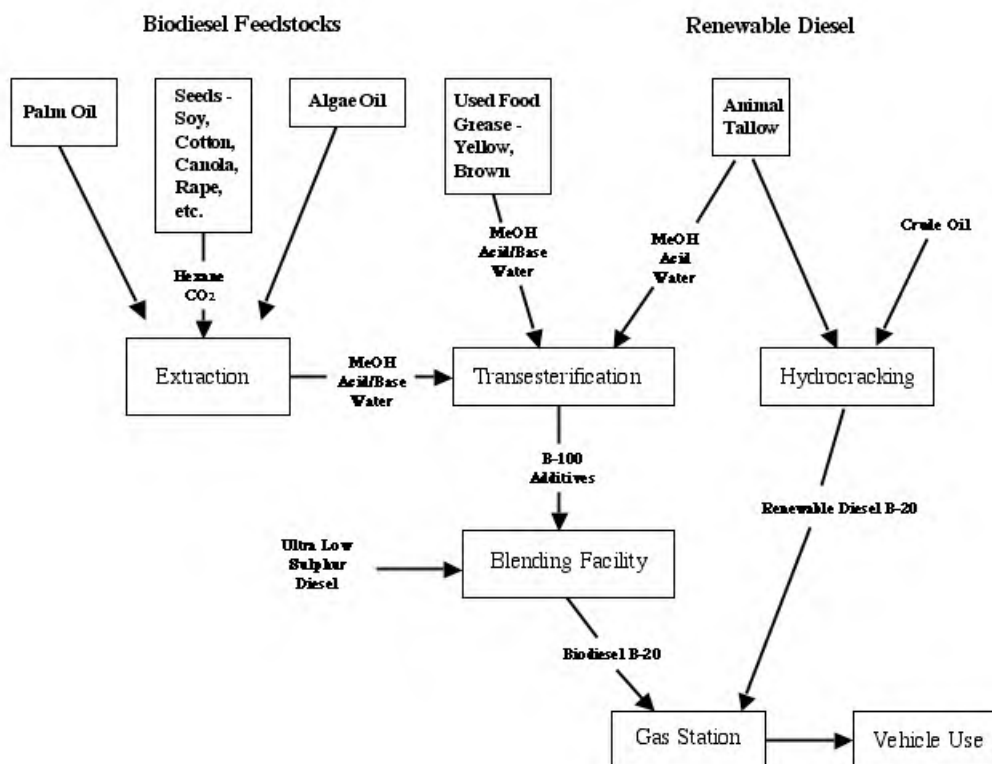 Biodiesel Feedstocks
Renewable Diesel
Palm Oil
Seeds -
Soy,
Cotton,
Canola,
Rape,
etc.
Algae Oil
Used Food
Grease -
Yellow,
Brown
Animal
Tallow
Crude Oil
Hexane
CO₂
MeOH
Acid/Base
Water
MeOH
Acid
Water
Extraction
MeOH
Acid/Base
Water
Transesterification
Hydrocracking
B-100
Additives
Renewable Diesel B-20
Ultra Low
Sulphur
Diesel
Blending Facility
Biodiesel B-20
Gas Station
Vehicle Use